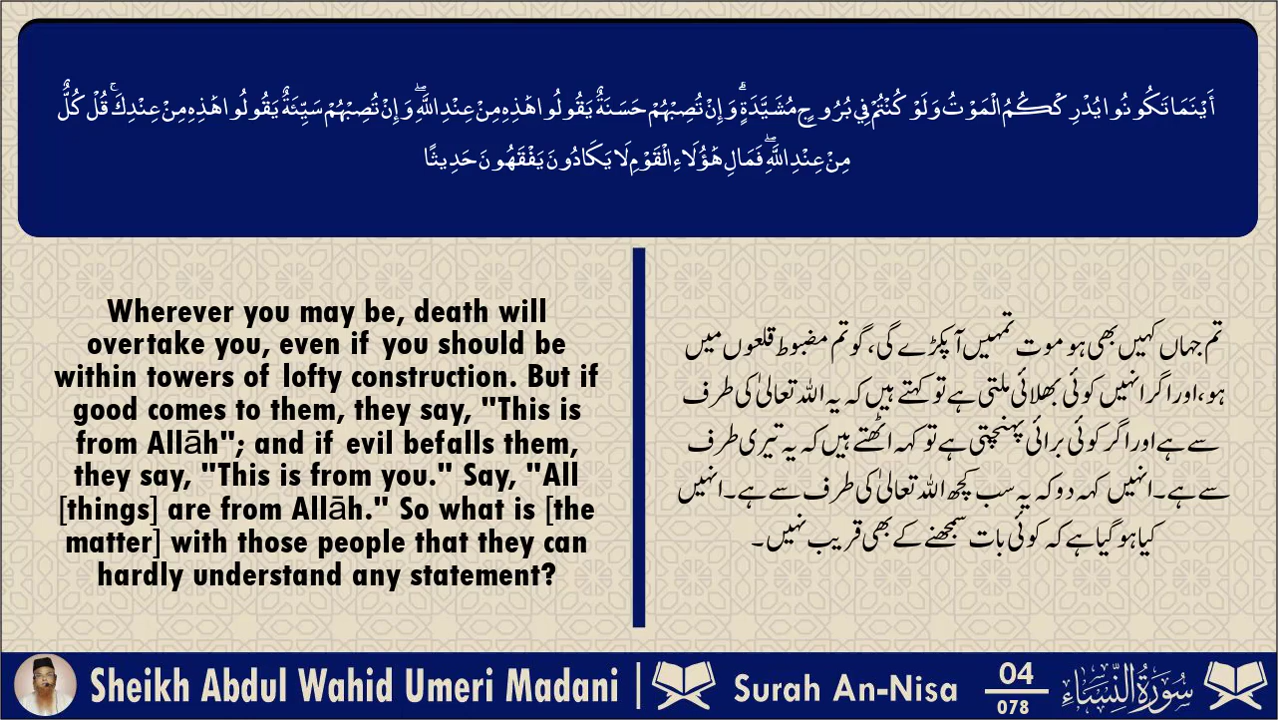 أَيْنَمَا تَكُونُوا يُدْرِكْكُمُ الْمَوْتُ وَلَوْ كُنْتُمْ فِي بُرُوجٍ مُشَيَّدَةٍ ۗ وَإِنْ تُصِبْهُمْ حَسَنَةٌ يَقُولُوا هَٰذِهِ مِنْ عِنْدِ اللَّهِ ۖ وَإِنْ تُصِبْهُمْ سَيِّئَةٌ يَقُولُوا هَٰذِهِ مِنْ عِنْدِكَ ۚ قُلْ كُلٌّ
مِنْ عِنْدِ اللَّهِ ۖ فَمَالِ هَٰؤُلَاءِ الْقَوْمِ لَا يَكَادُونَ يَفْقَهُونَ حَدِيثًا
Wherever you may be, death will
overtake you, even if you should be
within towers of lofty construction. But if
good comes to them, they say, "This is
from Allāh"; and if evil befalls them,
they say, "This is from you." Say, "All
[things] are from Allāh." So what is [the
matter] with those people that they can
hardly understand any statement?
تم جہاں کہیں بھی ہو موت تمہیں آپکڑے گی، گو تم مضبوط قلعوں میں
ہو، اور اگر انہیں کوئی بھلائی ملتی ہے تو کہتے ہیں کہ یہ اللہ تعالیٰ کی طرف
سے ہے اور اگر کوئی برائی پہنچتی ہے تو کہہ اٹھتے ہیں کہ یہ تیری طرف
سے ہے۔ انہیں کہہ دو کہ یہ سب کچھ اللہ تعالیٰ کی طرف سے ہے۔ انہیں
کیا ہوگیا ہے کہ کوئی بات سمجھنے کے بھی قریب نہیں۔
Sheikh Abdul Wahid Umeri Madani |
Surah An-Nisa
04
078
سُورَةُ النِّسَاءِ